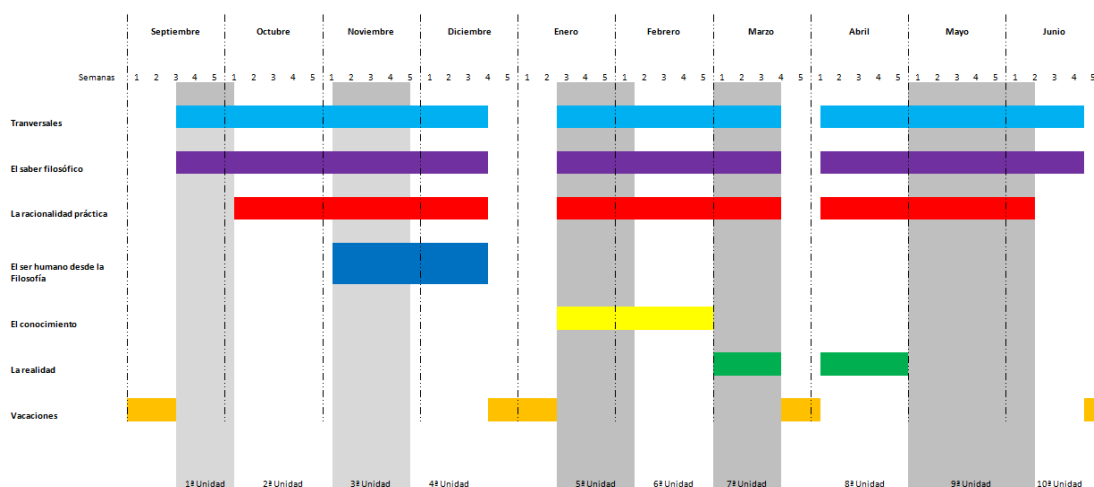 Septiembre Octubre Noviembre Diciembre Enero Febrero Marzo Abril Mayo Junio
Semanas 1 2 3 4 5 1 2 3 4 5 1 2 3 4 5 1 2 3 4 5 1 2 3 4 5 1 2 3 4 5 1 2 3 4 5 1 2 3 4 5 1 2 3 4 5 1 2 3 4 5
Tranversales
El saber filosófico
La racionalidad práctica
El ser humano desde la
Filosofía
El conocimiento
La realidad
Vacaciones
1ª Unidad 2ª Unidad 3ª Unidad 4ª Unidad 5ª Unidad 6ª Unidad 7ª Unidad 8ª Unidad 9ª Unidad 10ª Unidad